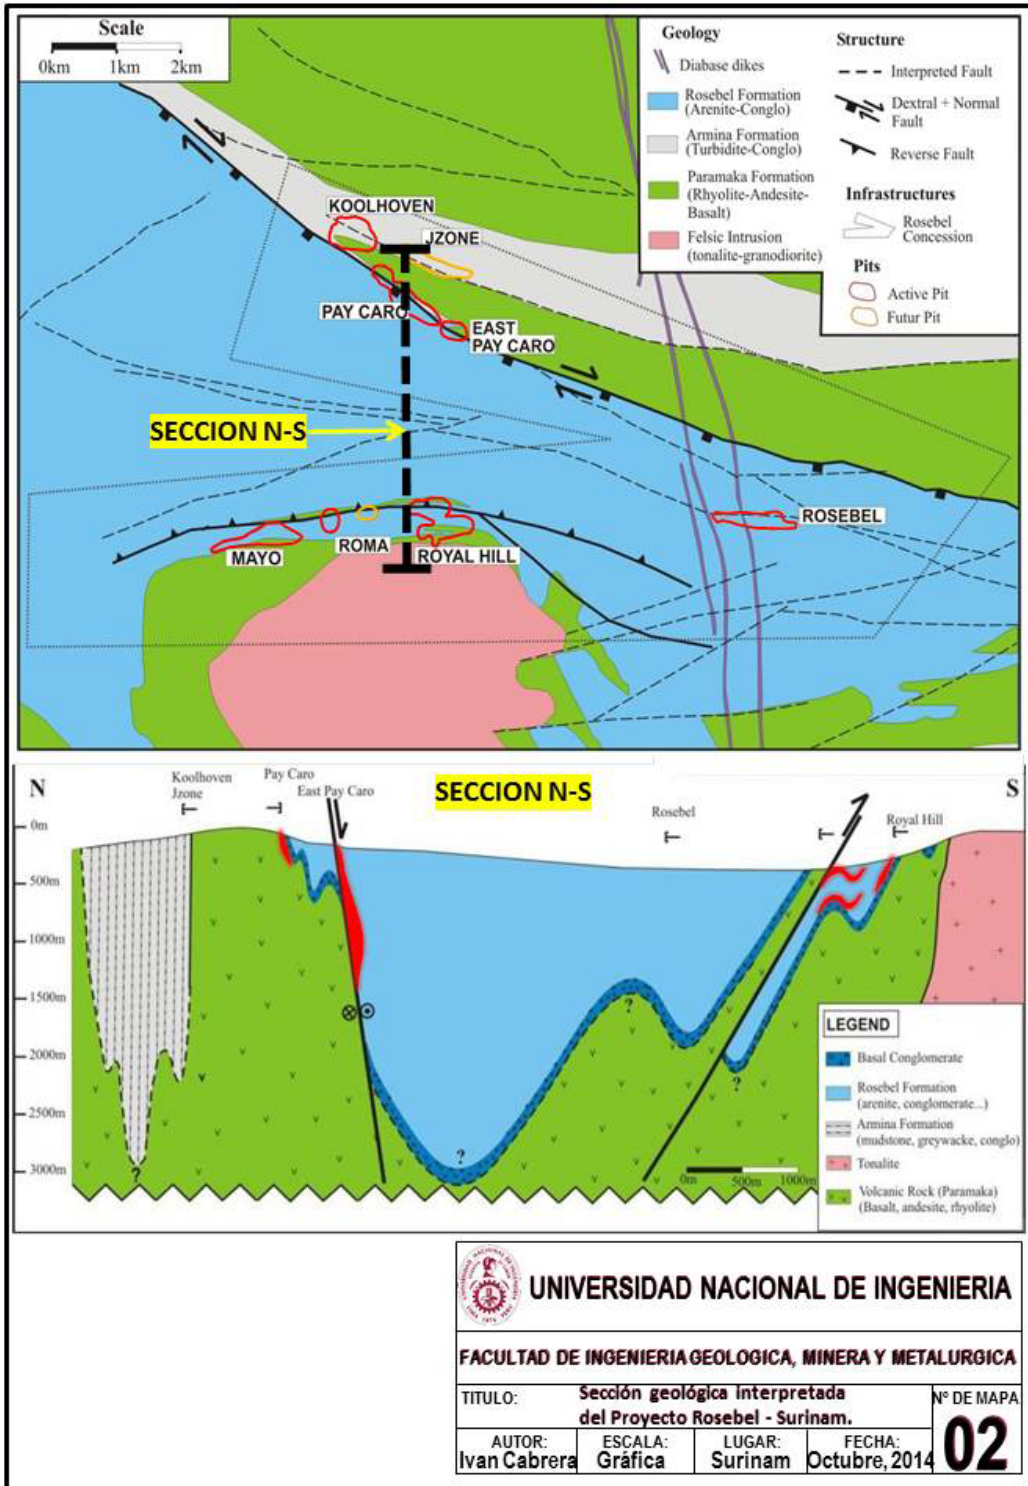 Scale
0km 1km 2km
Geology
Diabase dikes
Rosebel Formation
(Arenite-Conglo)
Armina Formation
(Turbidite-Conglo)
Paramaka Formation
(Rhyolite-Andesite-
Basalt)
Felsic Intrusion
(tonalite-granodiorite)
Structure
Interpreted Fault
Dextral + Normal
Fault
Reverse Fault
Infrastructures
Rosebel
Concession
Pits
Active Pit
Futur Pit
KOOLHOVEN
JZONE
PAY CARO
EAST
PAY CARO
SECCION N-S
ROSEBEL
MAYO
ROMA
ROYAL HILL
N
Koolhoven
Jzone
Pay Caro
East Pay Caro
SECCION N-S
Rosebel
Royal Hill
S
0m
500m
1000m
1500m
2000m
2500m
3000m
?
?
?
?
0m 500m 1000m
LEGEND
Basal Conglomerate
Rosebel Formation
(arenite, conglomerate...)
Armina Formation
(mudstone, greywacke, conglo)
Tonalite
Volcanic Rock (Paramaka)
(Basalt, andesite, rhyolite)
UNIVERSIDAD NACIONAL DE INGENIERIA
FACULTAD DE INGENIERIA GEOLOGICA, MINERA Y METALURGICA
TITULO: Sección geológica interpretada
del Proyecto Rosebel - Surinam.
Nº DE MAPA
02
AUTOR:
Ivan Cabrera
ESCALA:
Gráfica
LUGAR:
Surinam
FECHA:
Octubre, 2014